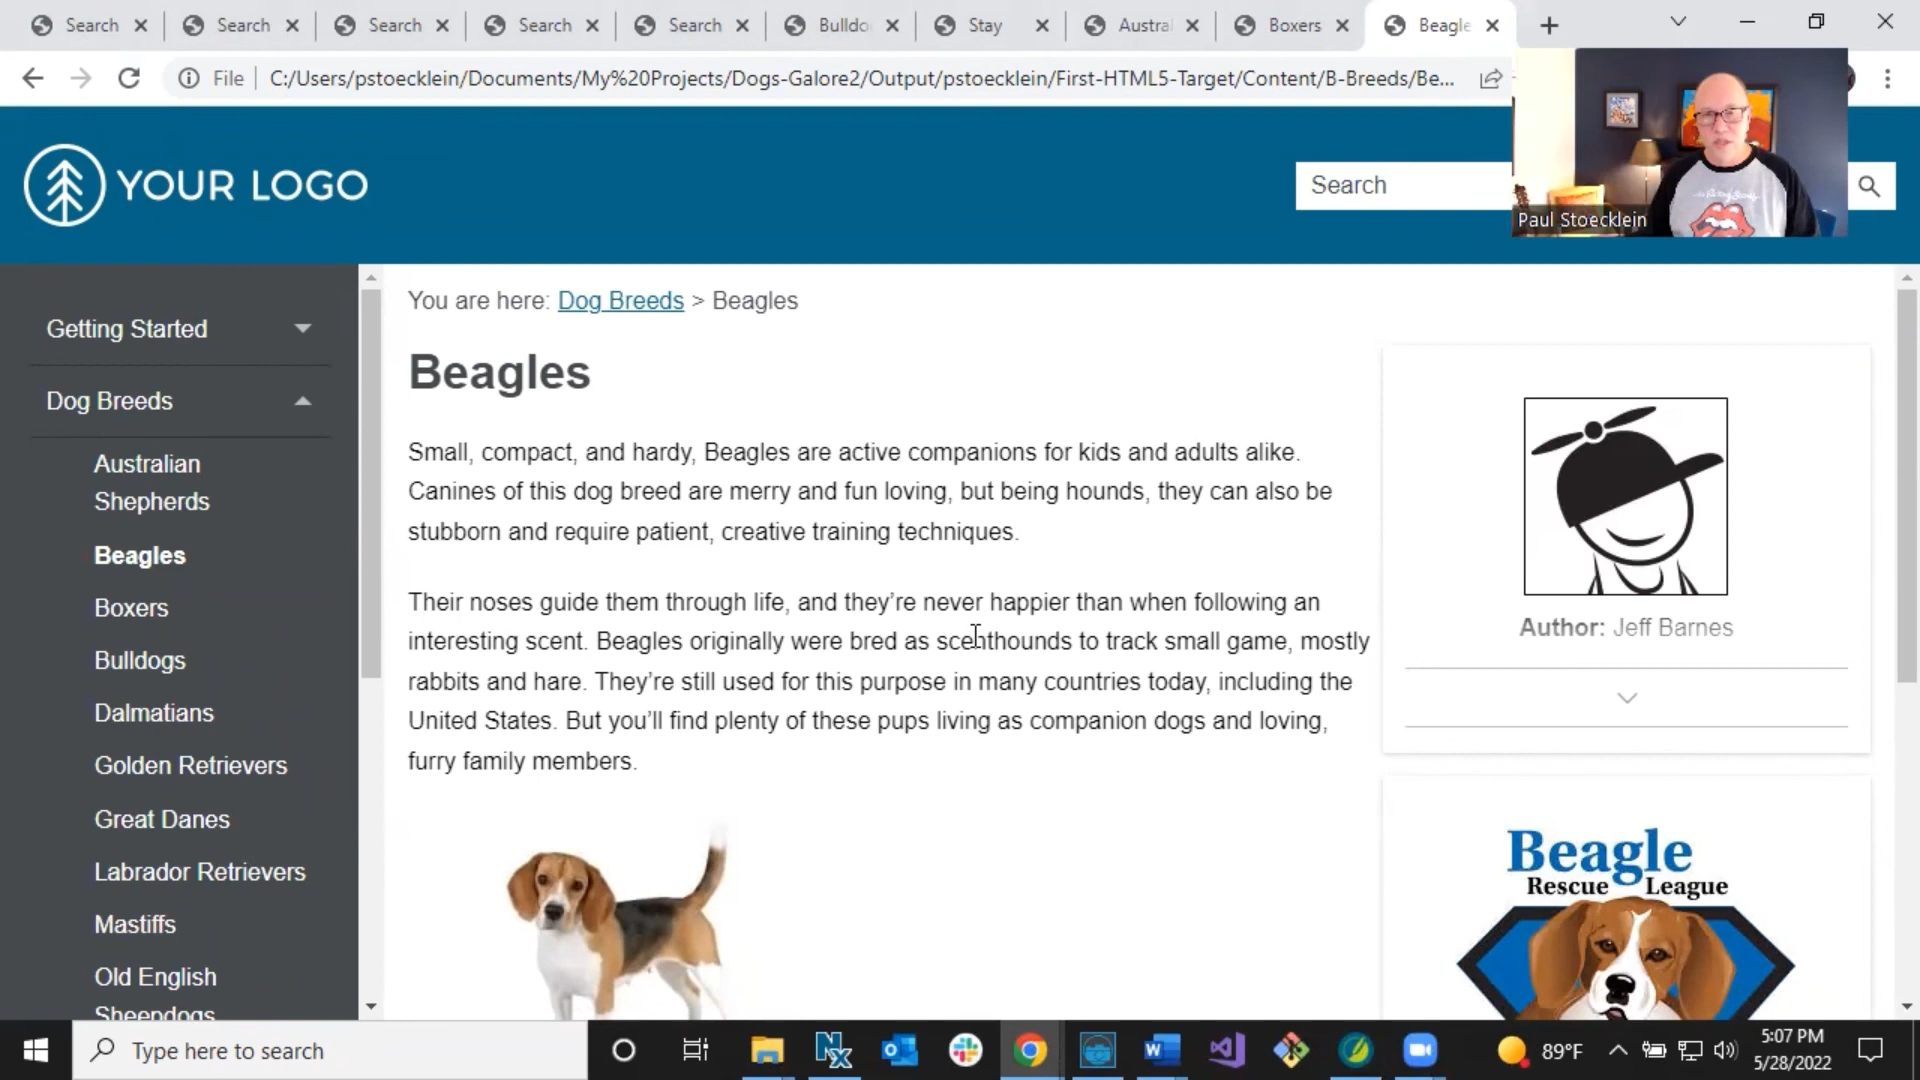 Search
Search
Search
Search
Search
Bulldo
Stay
Austra
Boxers
Beagle
File
C:/Users/pstoecklein/Documents/My%20Projects/Dogs-Galore2/Output/pstoecklein/First-HTML5-Target/Content/B-Breeds/Be...
YOUR LOGO
Search
Paul Stoecklein
Getting Started
Dog Breeds
Australian
Shepherds
Beagles
Boxers
Bulldogs
Dalmatians
Golden Retrievers
Great Danes
Labrador Retrievers
Mastiffs
Old English
Sheepdogs
You are here: Dog Breeds > Beagles
Beagles
Small, compact, and hardy, Beagles are active companions for kids and adults alike.
Canines of this dog breed are merry and fun loving, but being hounds, they can also be
stubborn and require patient, creative training techniques.
Their noses guide them through life, and they’re never happier than when following an
interesting scent. Beagles originally were bred as scenthounds to track small game, mostly
rabbits and hare. They’re still used for this purpose in many countries today, including the
United States. But you’ll find plenty of these pups living as companion dogs and loving,
furry family members.
Author: Jeff Barnes
Beagle
Rescue League
Type here to search
89°F
5:07 PM
5/28/2022